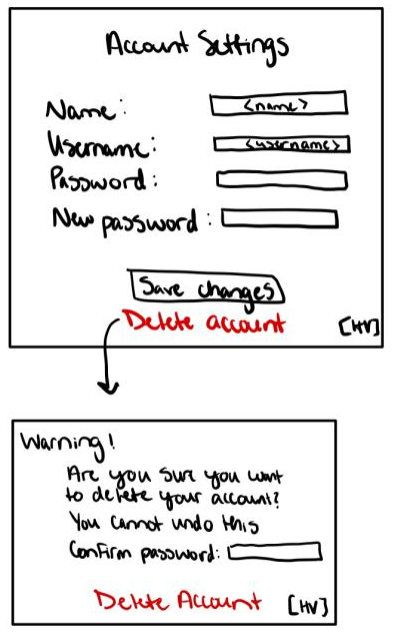 Account Settings
Name: <name>
Username: <username>
Password:
New password:
Save changes
Delete account
[HV]
Warning!
Are you sure you want
to delete your account?
You cannot undo this
Confirm password:
Delete Account [HV]